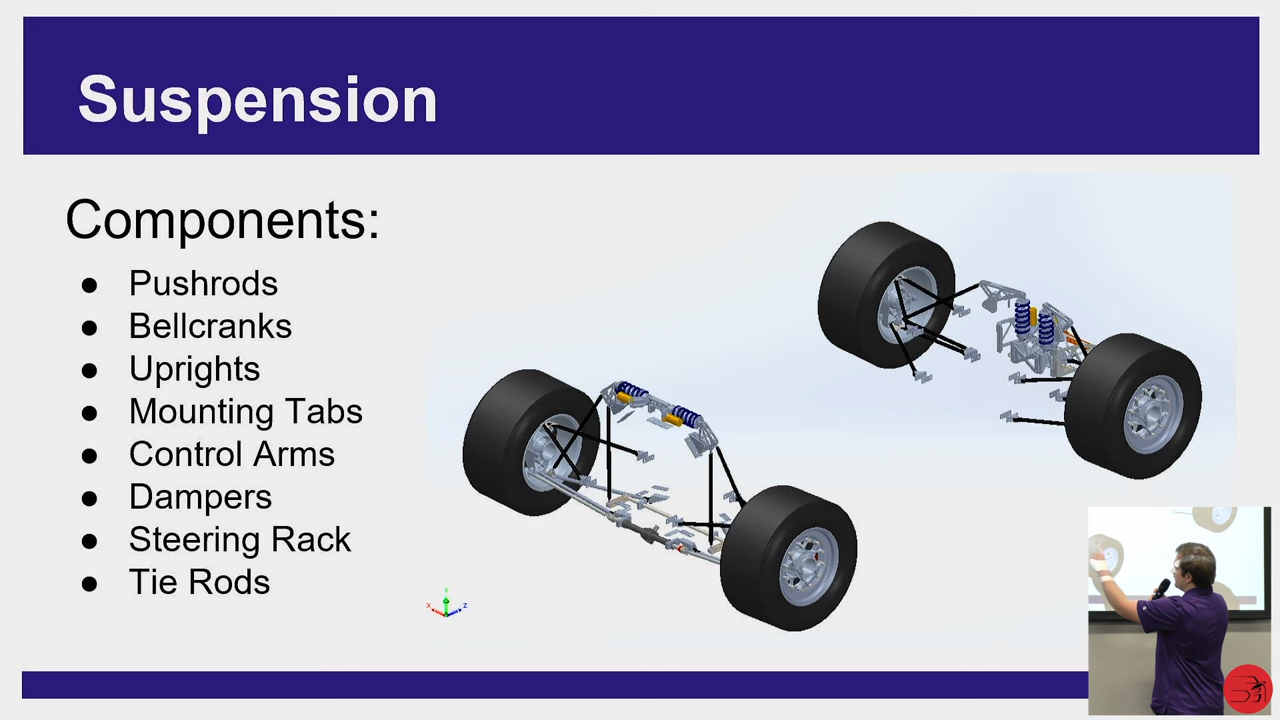 Suspension
Components:
● Pushrods
● Bellcranks
● Uprights
● Mounting Tabs
● Control Arms
● Dampers
● Steering Rack
● Tie Rods
Y
X
Z